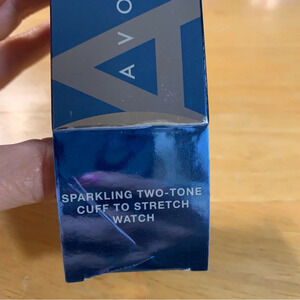 AVO
SPARKLING TWO-TONE
CUFF TO STRETCH
WATCH